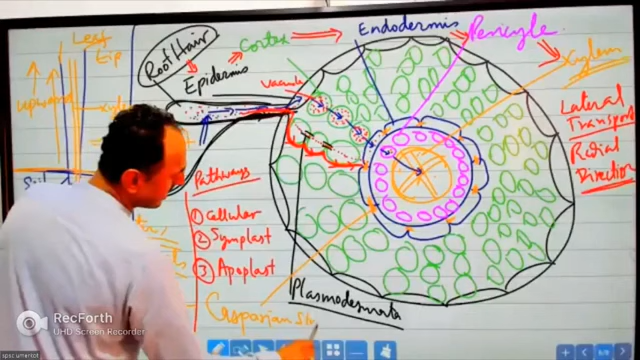 Leaf
Tip
Root Hair
Epidermis
Cortex
Endodermis
Pericycle
Xylem
Vacuole
Lateral
Transport
Radial
Direction
Pathways
① Cellular
② Symplast
③ Apoplast
Plasmodesmata
Casparian
RecForth
UHD Screen Recorder